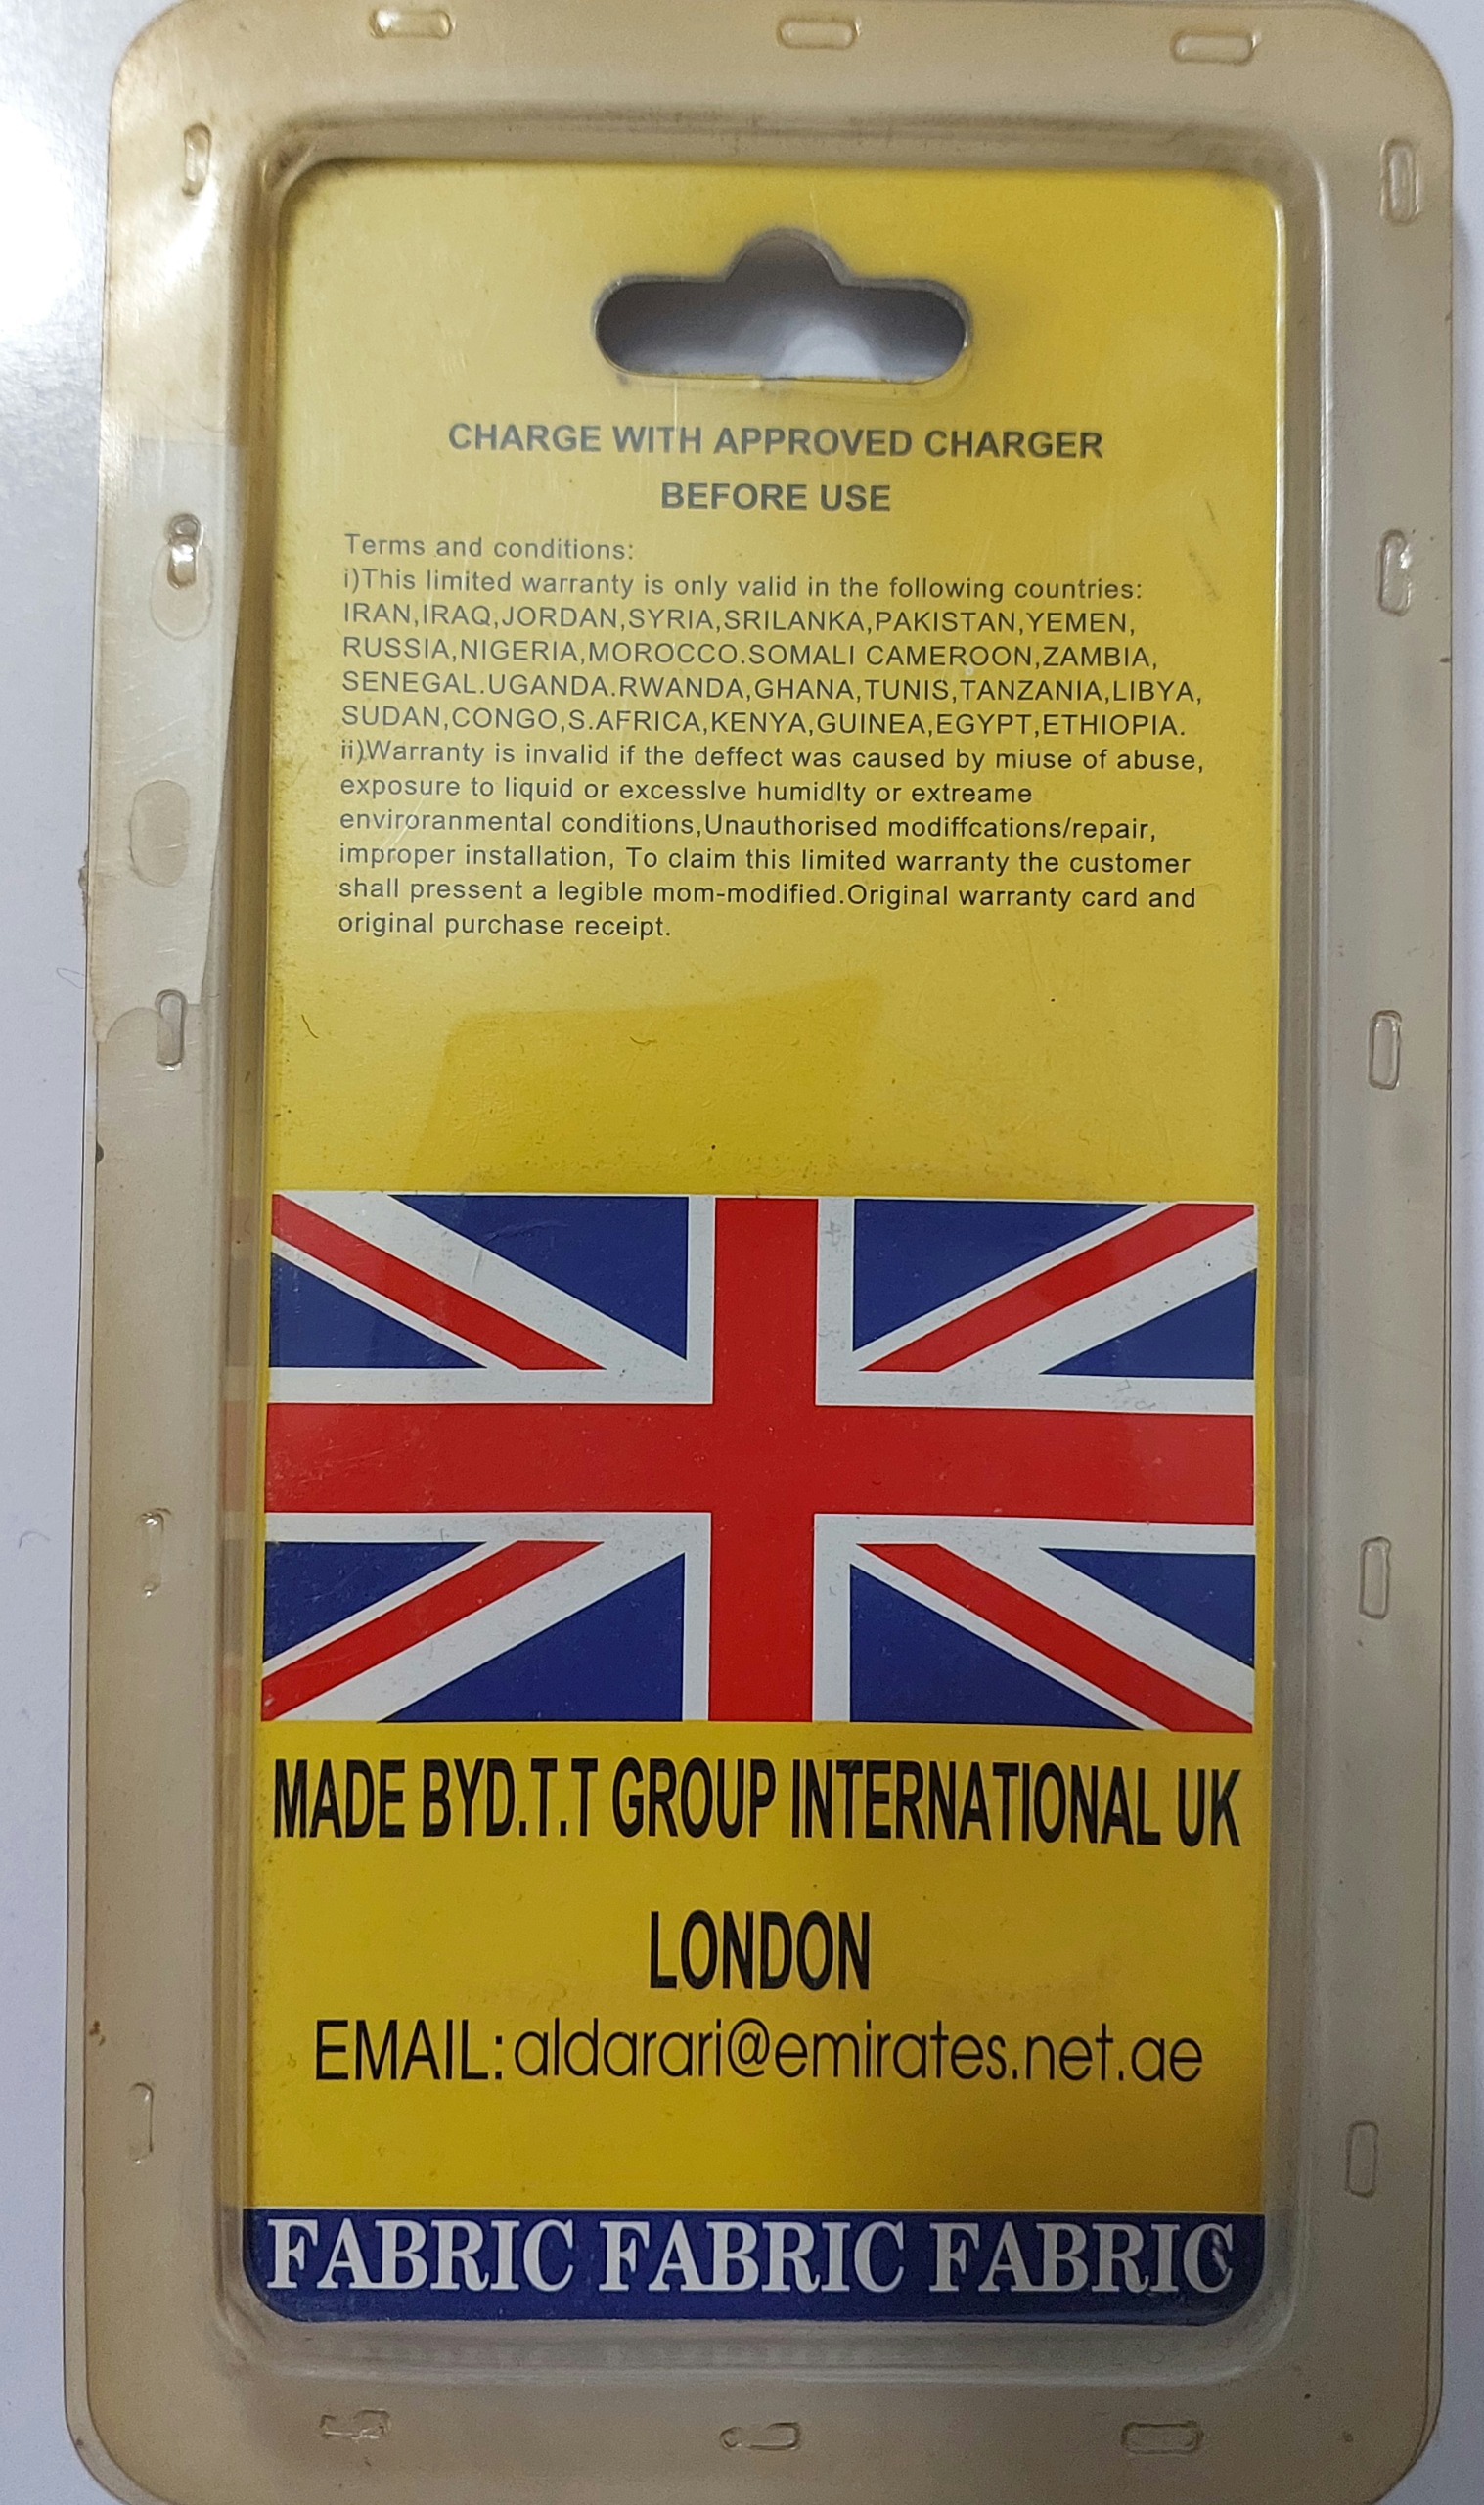 CHARGE WITH APPROVED CHARGER
BEFORE USE
Terms and conditions:
i)This limited warranty is only valid in the following countries:
IRAN,IRAQ,JORDAN,SYRIA,SRILANKA,PAKISTAN,YEMEN,
RUSSIA,NIGERIA,MOROCCO.SOMALI CAMEROON,ZAMBIA,
SENEGAL.UGANDA.RWANDA,GHANA,TUNIS,TANZANIA,LIBYA,
SUDAN,CONGO,S.AFRICA,KENYA,GUINEA,EGYPT,ETHIOPIA.
ii)Warranty is invalid if the deffect was caused by miuse of abuse,
exposure to liquid or excessIve humidIty or extreame
enviroranmental conditions,Unauthorised modiffcations/repair,
improper installation, To claim this limited warranty the customer
shall pressent a legible mom-modified.Original warranty card and
original purchase receipt.
MADE BYD.T.T GROUP INTERNATIONAL UK
LONDON
EMAIL:aldarari@emirates.net.ae
FABRIC FABRIC FABRIC